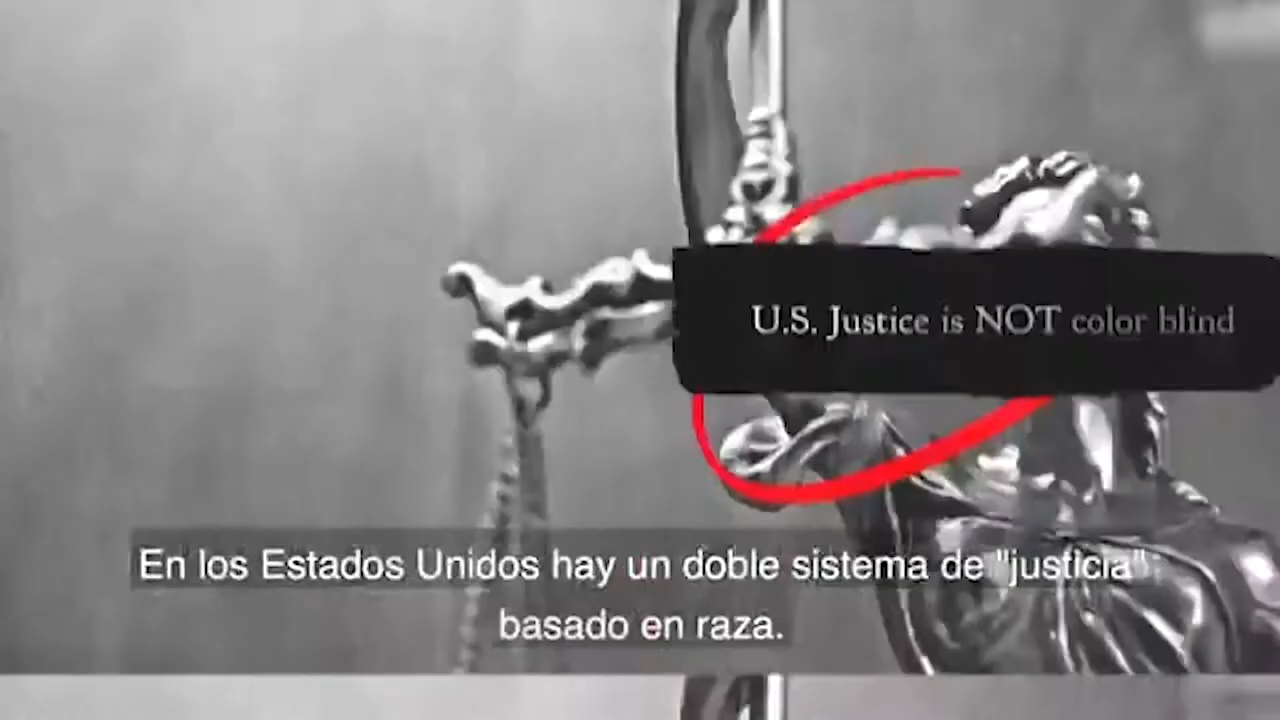 U.S. Justice is NOT color blind
En los Estados Unidos hay un doble sistema de "justicia"
basado en raza.